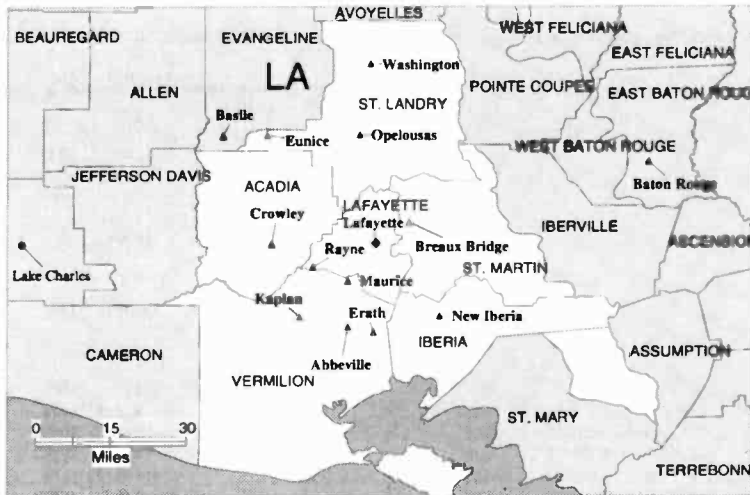 AVOYELLES
WEST FELICIANA
BEAUREGARD
EVANGELINE
EAST FELICIANA
Washington
LA
POINTE COUPEE
ALLEN
ST. LANDRY
EAST BATON ROUGE
Basile
Eunice
Opelousas
WEST BATON ROUGE
JEFFERSON DAVIS
Baton Rouge
ACADIA
LAFAYETTE
Crowley
Lafayette
IBERVILLE
Rayne
Breaux Bridge
ASCENSION
Lake Charles
ST. MARTIN
Maurice
Kaplan
Erath
New Iberia
IBERIA
CAMERON
ASSUMPTION
Abbeville
VERMILION
ST. MARY
0 15 30
Miles
TERREBONN